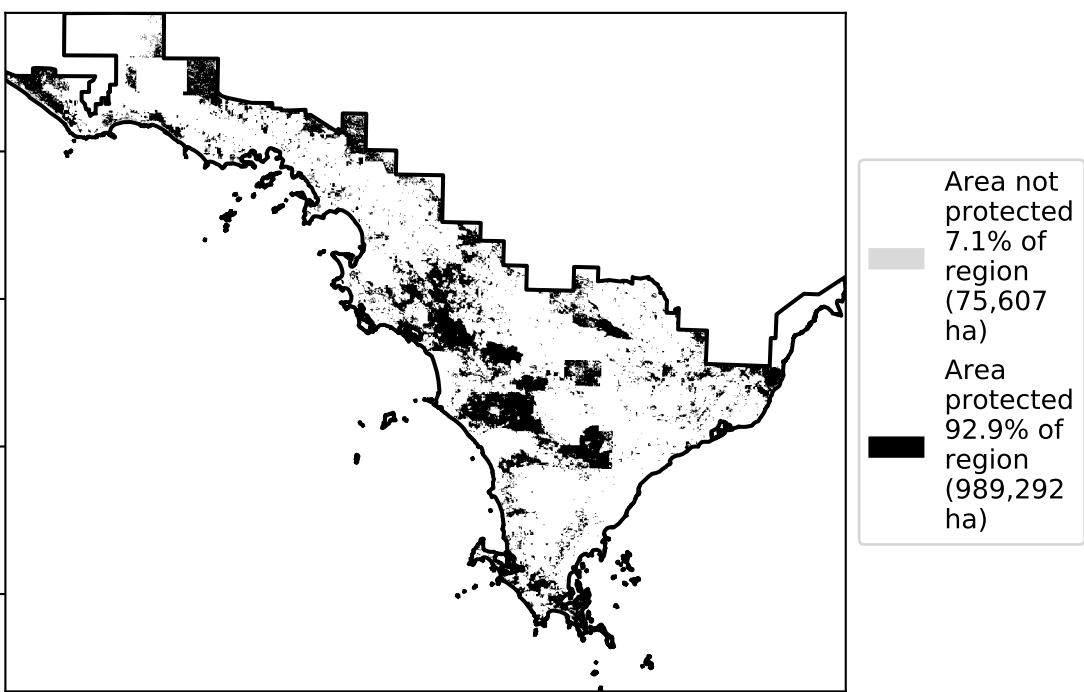 Area not
protected
7.1% of
region
(75,607
ha)
Area
protected
92.9% of
region
(989,292
ha)